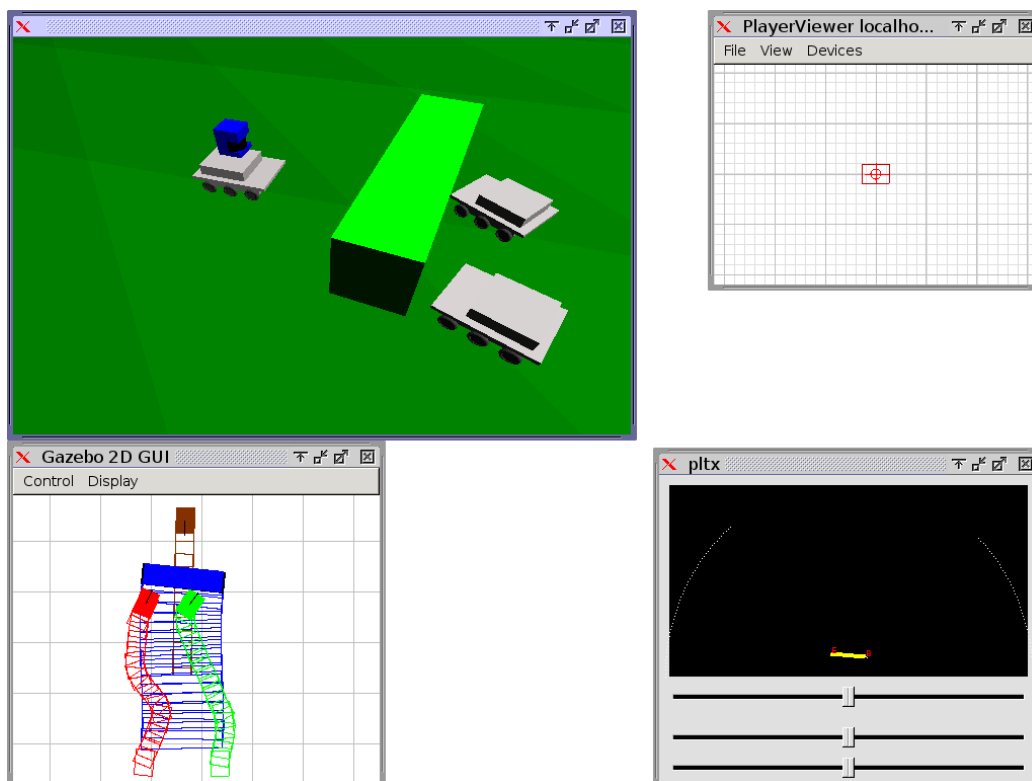 PlayerViewer localho...
File View Devices
Gazebo 2D GUI
Control Display
pltx